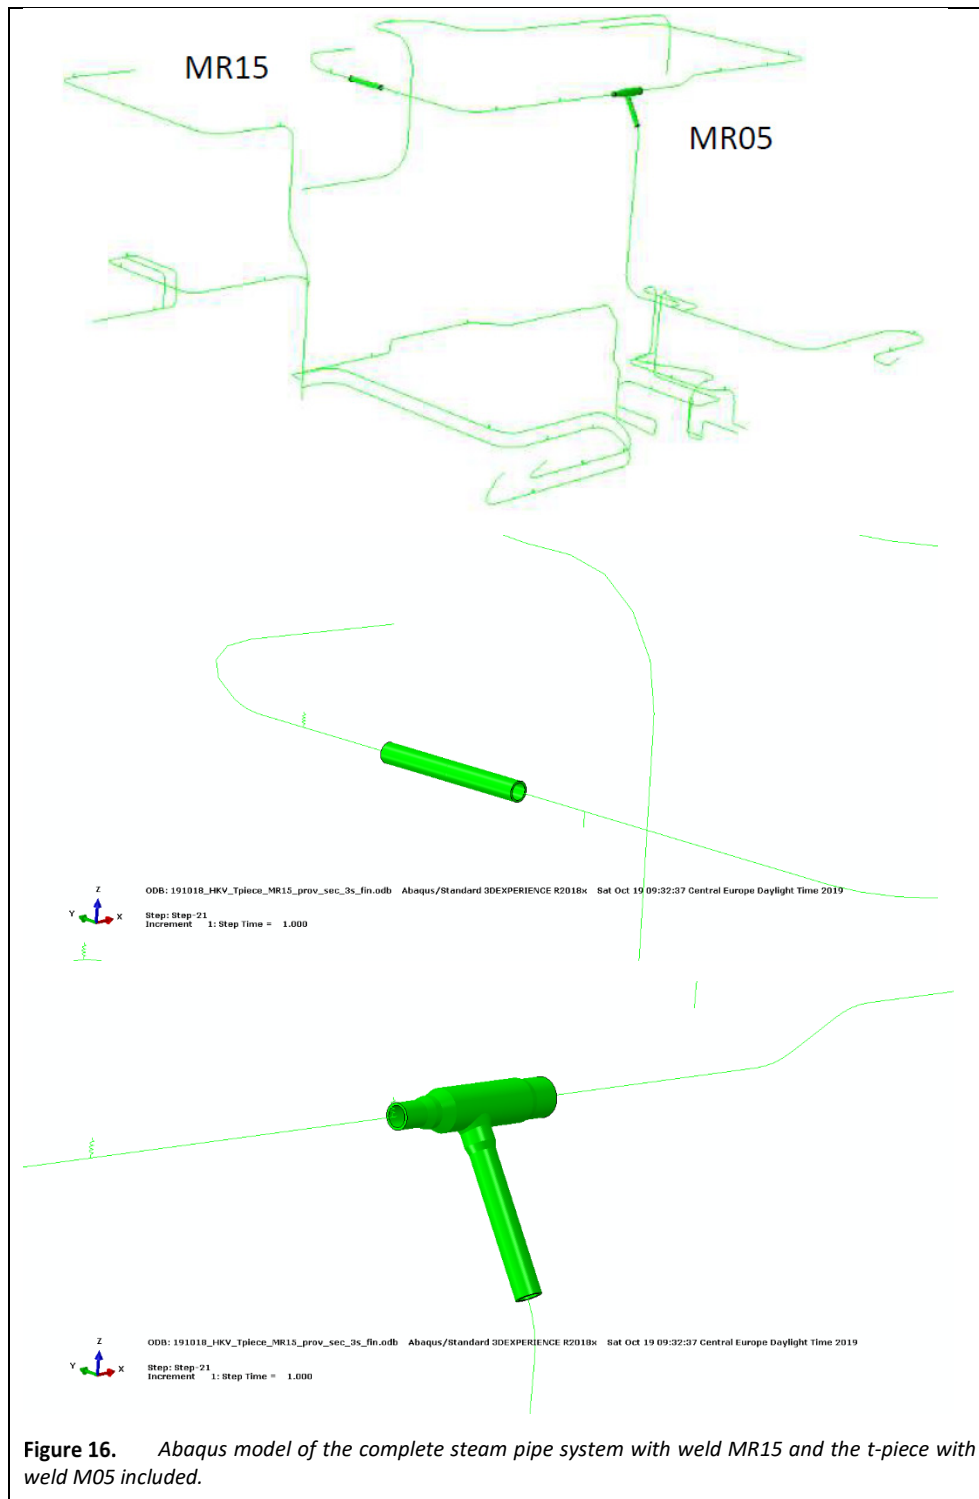 MR15
MR05
Z
Y
X
ODB: 191018_HKV_Tpiece_MR15_prov_sec_3s_fin.odb Abaqus/Standard 3DEXPERIENCE R2018x Sat Oct 19 09:32:37 Central Europe Daylight Time 2019
Step: Step-21
Increment 1: Step Time = 1.000
Z
Y
X
ODB: 191018_HKV_Tpiece_MR15_prov_sec_3s_fin.odb Abaqus/Standard 3DEXPERIENCE R2018x Sat Oct 19 09:32:37 Central Europe Daylight Time 2019
Step: Step-21
Increment 1: Step Time = 1.000
Figure 16. Abaqus model of the complete steam pipe system with weld MR15 and the t-piece with
weld M05 included.